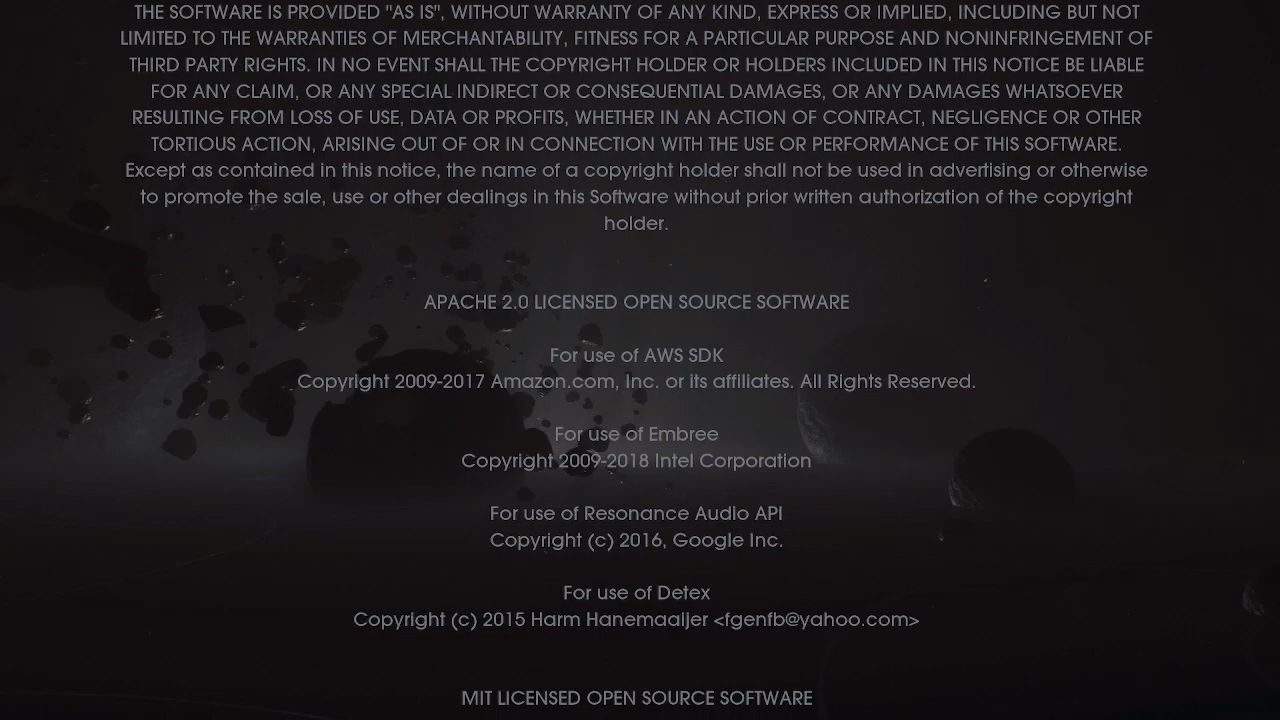 THE SOFTWARE IS PROVIDED "AS IS", WITHOUT WARRANTY OF ANY KIND, EXPRESS OR IMPLIED, INCLUDING BUT NOT
LIMITED TO THE WARRANTIES OF MERCHANTABILITY, FITNESS FOR A PARTICULAR PURPOSE AND NONINFRINGEMENT OF
THIRD PARTY RIGHTS. IN NO EVENT SHALL THE COPYRIGHT HOLDER OR HOLDERS INCLUDED IN THIS NOTICE BE LIABLE
FOR ANY CLAIM, OR ANY SPECIAL INDIRECT OR CONSEQUENTIAL DAMAGES, OR ANY DAMAGES WHATSOEVER
RESULTING FROM LOSS OF USE, DATA OR PROFITS, WHETHER IN AN ACTION OF CONTRACT, NEGLIGENCE OR OTHER
TORTIOUS ACTION, ARISING OUT OF OR IN CONNECTION WITH THE USE OR PERFORMANCE OF THIS SOFTWARE.
Except as contained in this notice, the name of a copyright holder shall not be used in advertising or otherwise
to promote the sale, use or other dealings in this Software without prior written authorization of the copyright
holder.
APACHE 2.0 LICENSED OPEN SOURCE SOFTWARE
For use of AWS SDK
Copyright 2009-2017 Amazon.com, Inc. or its affiliates. All Rights Reserved.
For use of Embree
Copyright 2009-2018 Intel Corporation
For use of Resonance Audio API
Copyright (c) 2016, Google Inc.
For use of Detex
Copyright (c) 2015 Harm Hanemaaijer <fgenfb@yahoo.com>
MIT LICENSED OPEN SOURCE SOFTWARE